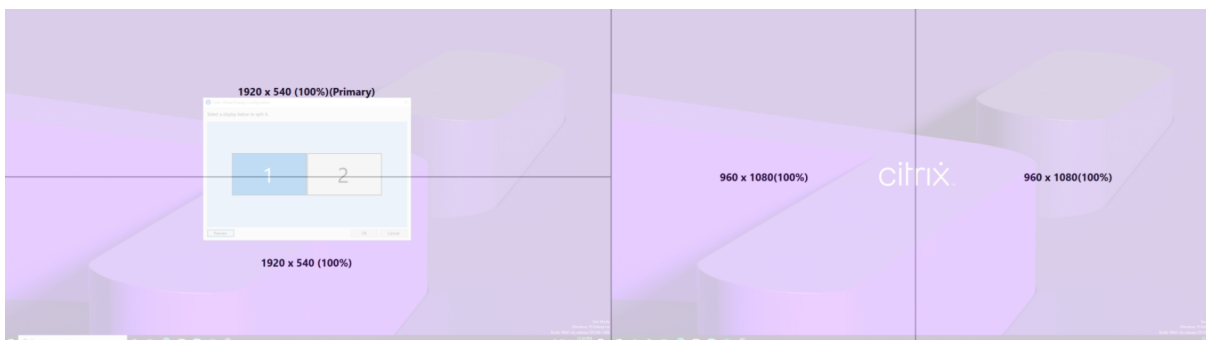 1920 x 540 (100%)(Primary)
1
2
1920 x 540 (100%)
960 x 1080(100%)
citrix
960 x 1080(100%)